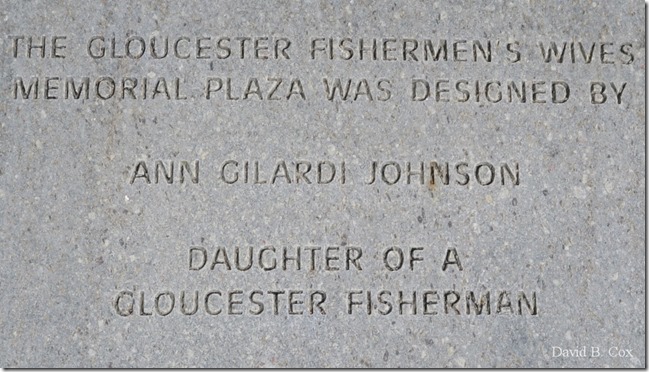 THE GLOUCESTER FISHERMEN'S WIVES
MEMORIAL PLAZA WAS DESIGNED BY
ANN GILARDI JOHNSON
DAUGHTER OF A
GLOUCESTER FISHERMAN
David B. Cox